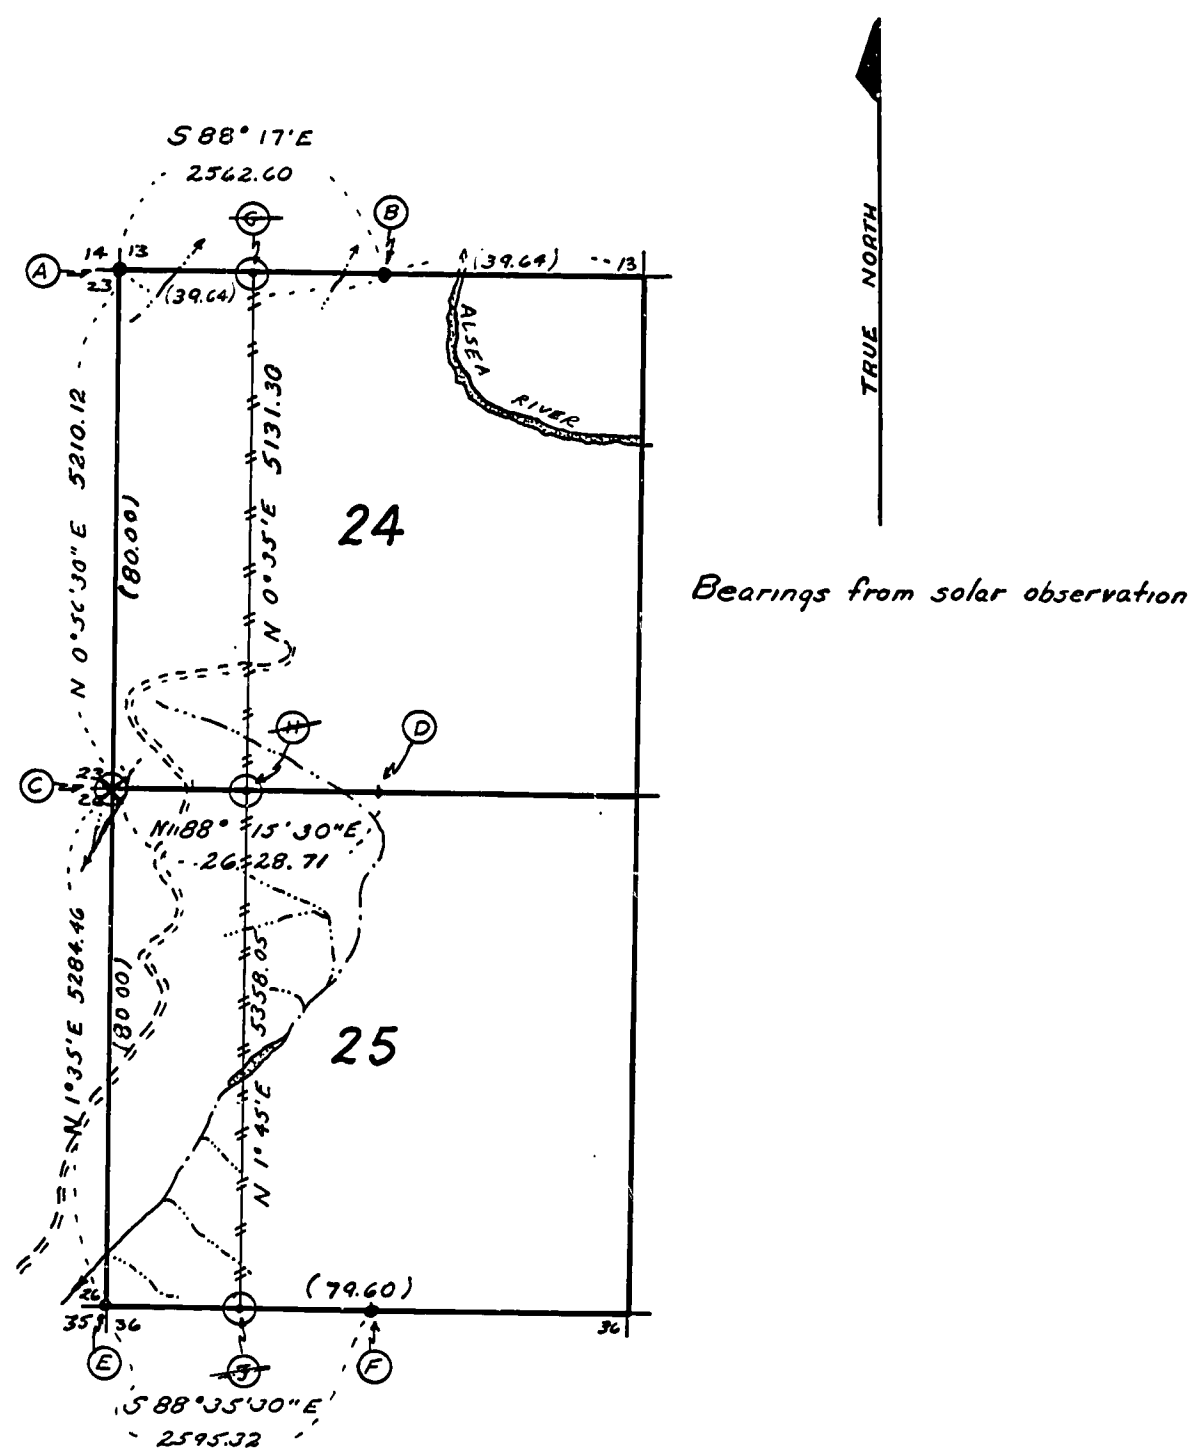 S 88° 17' E
2562.60
G
B
A
14 13
23
(39.64)
(39.64)
13
ALSEA
RIVER
TRUE NORTH
N 0° 56' 30" E 5210.12
(80.00)
N 0° 35' E 5131.30
24
Bearings from solar observation
H
D
C
23
26
N 88° 15' 30" E
2628.71
N 1° 35' E 5284.46
(80 00)
N 1° 45' E 5358.05
25
(79.60)
26
35 36
36
E
J
F
S 88° 35' 30" E
2595.32